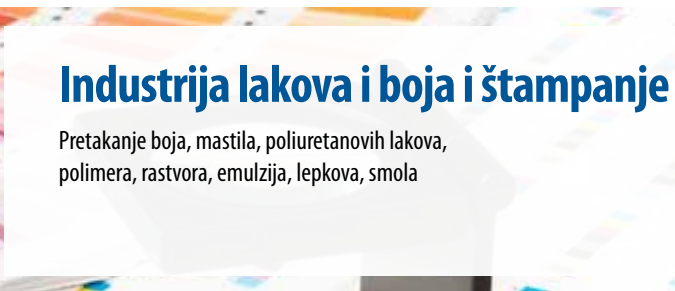 Industrija lakova i boja i štampanje
Pretakanje boja, mastila, poliuretanovih lakova,
polimera, rastvora, emulzija, lepkova, smola